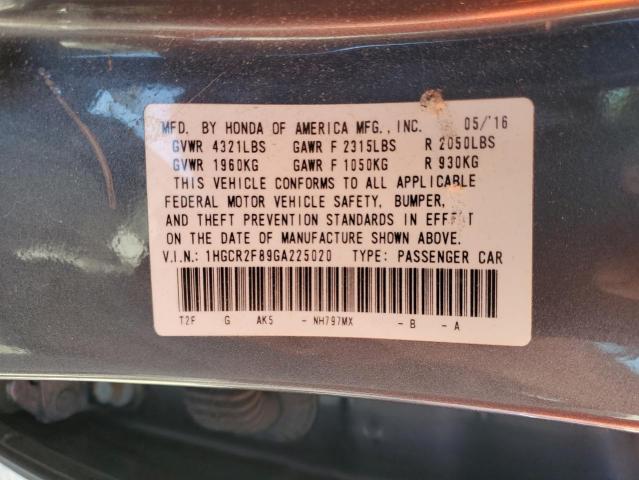 MFD. BY HONDA OF AMERICA MFG., INC. 05/'16
GVWR 4321LBS GAWR F 2315LBS R 2050LBS
GVWR 1960KG GAWR F 1050KG R 930KG
THIS VEHICLE CONFORMS TO ALL APPLICABLE
FEDERAL MOTOR VEHICLE SAFETY, BUMPER,
AND THEFT PREVENTION STANDARDS IN EFFECT
ON THE DATE OF MANUFACTURE SHOWN ABOVE.
V.I.N.: 1HGCR2F89GA225020 TYPE: PASSENGER CAR
T2F G AK5 - NH797MX - B - A